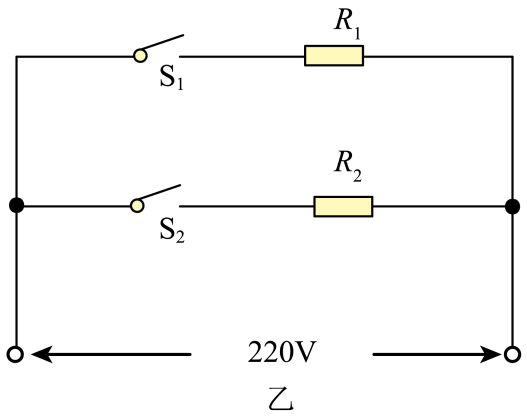 R₁
S₁
R₂
S₂
220V
乙